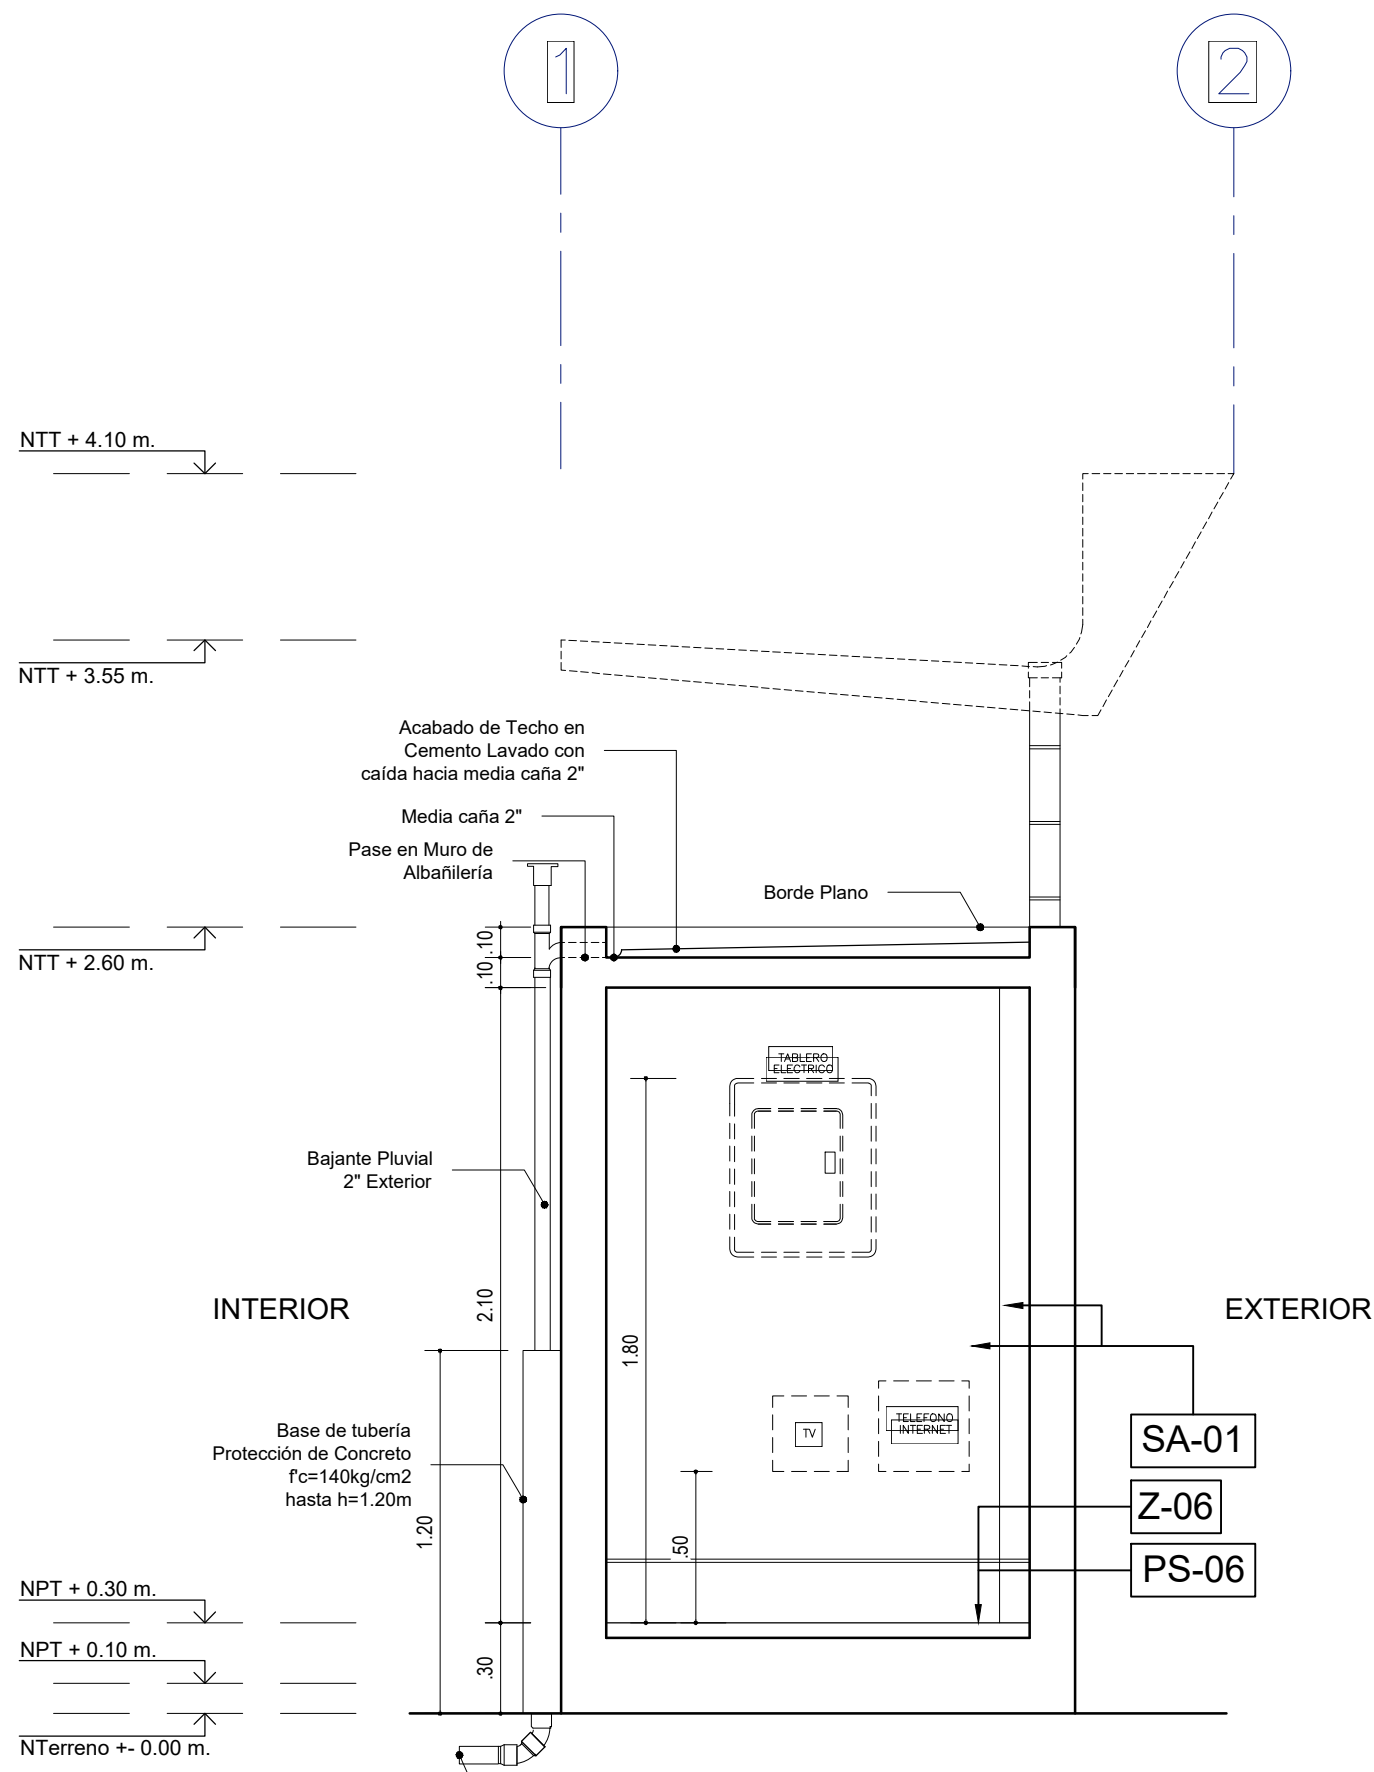 1
2
NTT + 4.10 m.
NTT + 3.55 m.
Acabado de Techo en
Cemento Lavado con
caída hacia media caña 2"
Media caña 2"
Pase en Muro de
Albañilería
Borde Plano
NTT + 2.60 m.
.10
.10
TABLERO
ELECTRICO
Bajante Pluvial
2" Exterior
INTERIOR
EXTERIOR
2.10
1.80
TELEFONO
INTERNET
TV
SA-01
Base de tubería
Protección de Concreto
f'c=140kg/cm2
hasta h=1.20m
Z-06
1.20
.50
PS-06
NPT + 0.30 m.
NPT + 0.10 m.
.30
NTerreno +- 0.00 m.